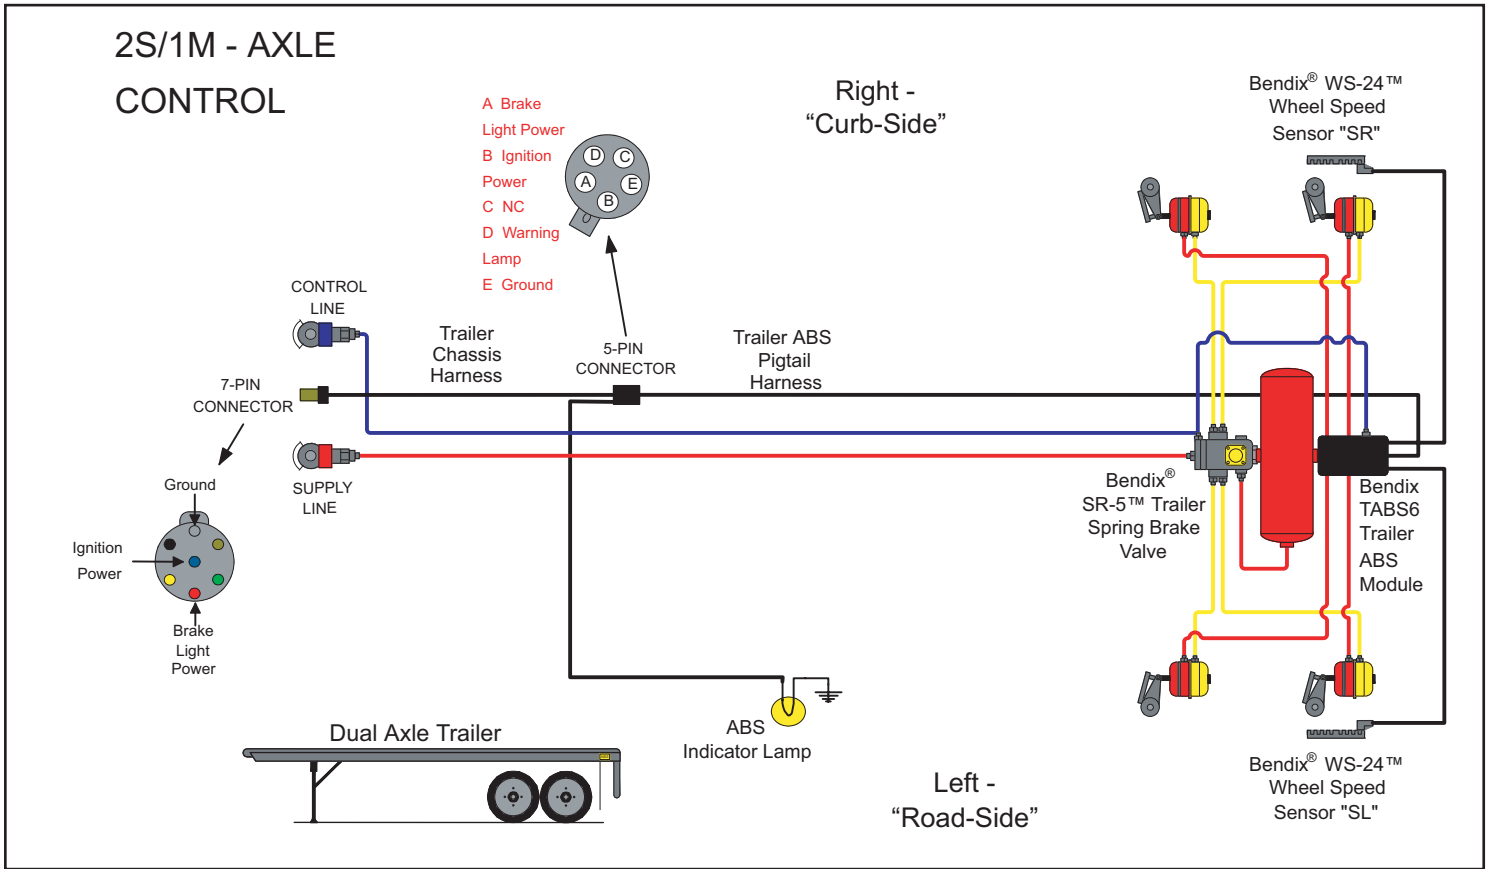 2S/1M - AXLE
CONTROL
A Brake
Light Power
B Ignition
Power
C NC
D Warning
Lamp
E Ground
D
C
A
E
B
Right -
“Curb-Side”
Bendix® WS-24™
Wheel Speed
Sensor "SR"
CONTROL
LINE
Trailer
Chassis
Harness
5-PIN
CONNECTOR
Trailer ABS
Pigtail
Harness
7-PIN
CONNECTOR
SUPPLY
LINE
Ground
Ignition
Power
Brake
Light
Power
Bendix®
SR-5™ Trailer
Spring Brake
Valve
Bendix
TABS6
Trailer
ABS
Module
Dual Axle Trailer
ABS
Indicator Lamp
Left -
“Road-Side”
Bendix® WS-24™
Wheel Speed
Sensor "SL"